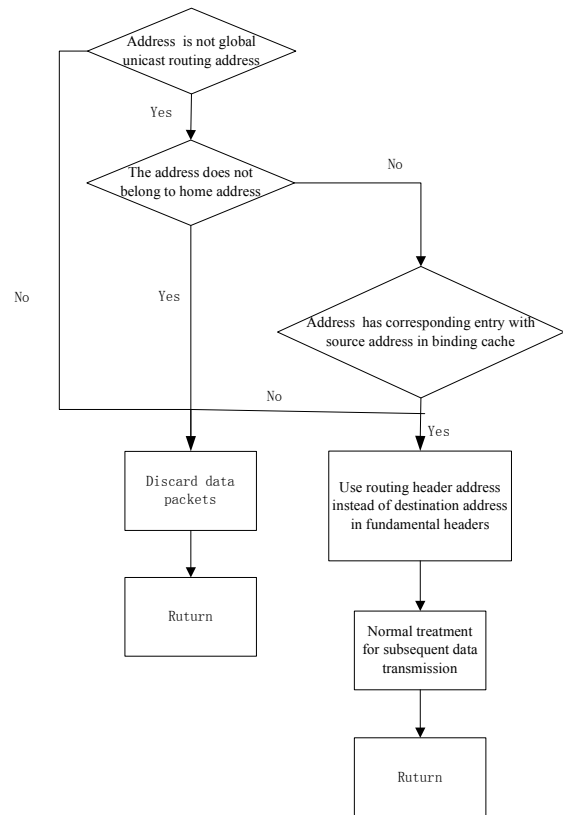 Address is not global
unicast routing address
Yes
The address does not
belong to home address
No
No
Yes
Address has corresponding entry with
source address in binding cache
No
Yes
Discard data
packets
Use routing header address
instead of destination address
in fundamental headers
Ruturn
Normal treatment
for subsequent data
transmission
Ruturn